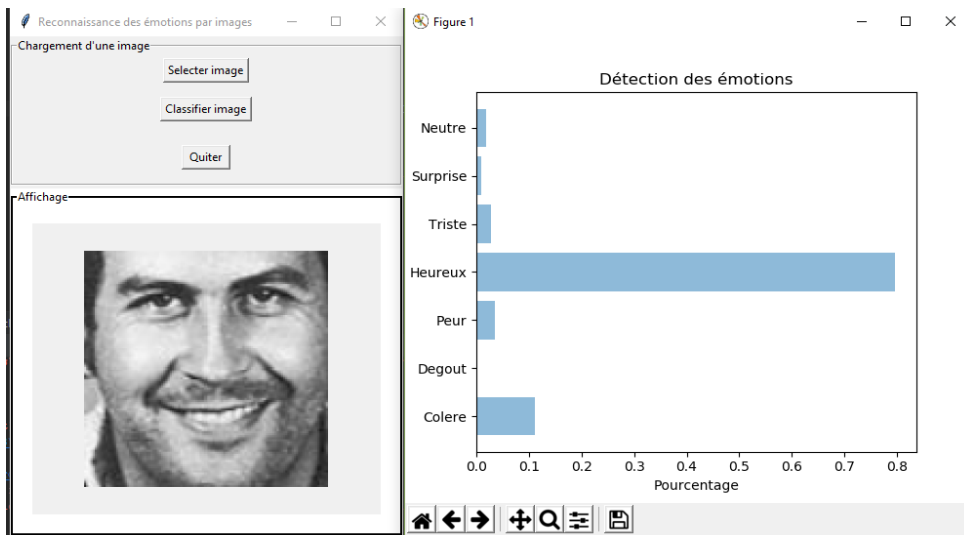 Reconnaissance des émotions par images
Chargement d'une image
Selecter image
Classifier image
Quiter
Affichage
Figure 1
Détection des émotions
Neutre
Surprise
Triste
Heureux
Peur
Degout
Colere
0.0 0.1 0.2 0.3 0.4 0.5 0.6 0.7 0.8
Pourcentage